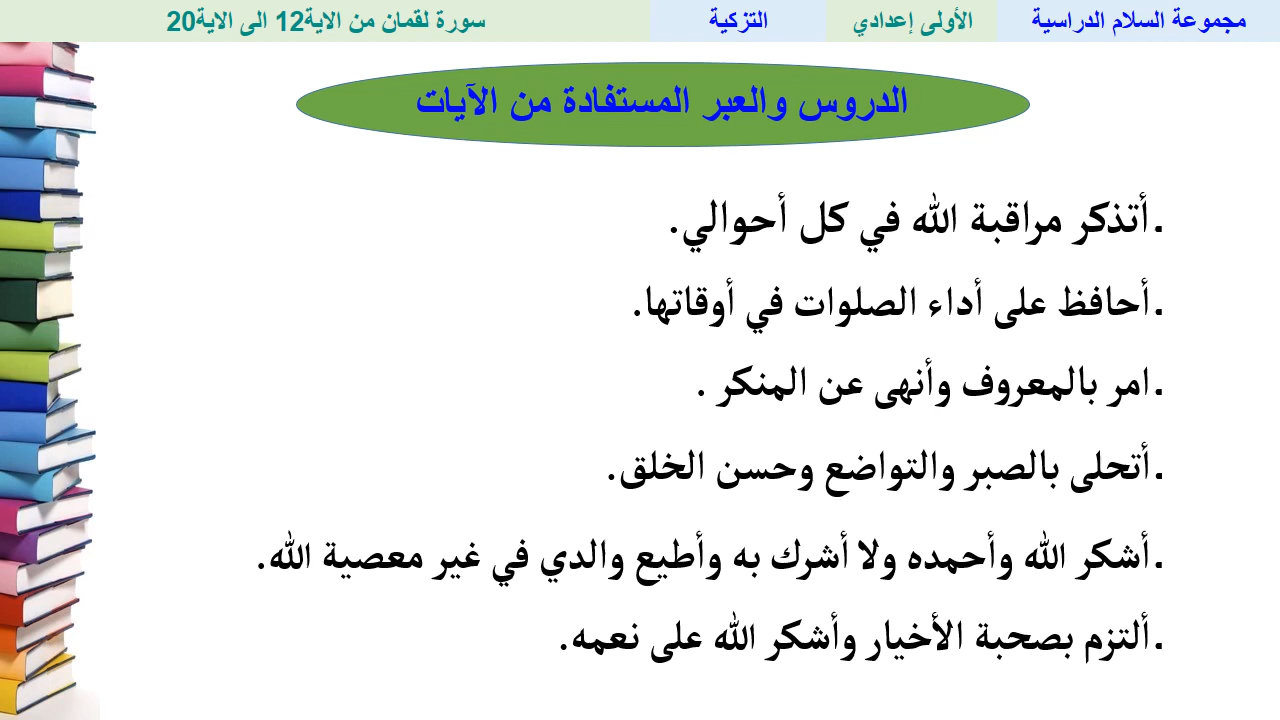 مجموعة السلام الدراسية الأولى إعدادي التزكية سورة لقمان من الاية12 الى الاية20
الدروس والعبر المستفادة من الآيات
.أتذكر مراقبة الله في كل أحوالي.
.أحافظ على أداء الصلوات في أوقاتها.
.امر بالمعروف وأنهى عن المنكر .
.أتحلى بالصبر والتواضع وحسن الخلق.
.أشكر الله وأحمده ولا أشرك به وأطيع والدي في غير معصية الله.
.ألتزم بصحبة الأخيار وأشكر الله على نعمه.